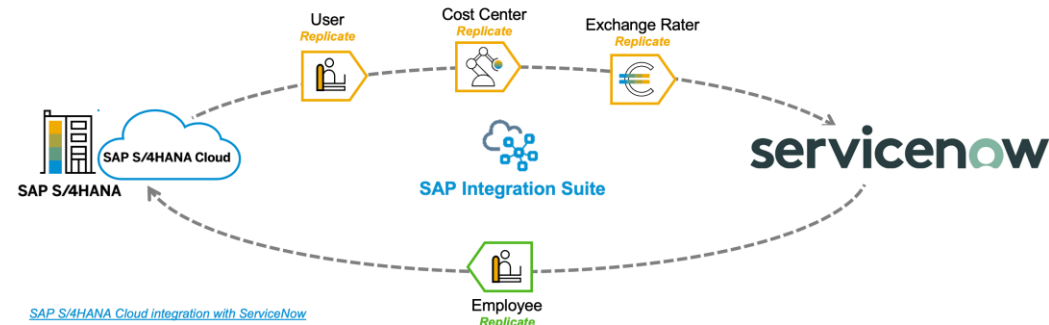 User
Replicate
Cost Center
Replicate
Exchange Rater
Replicate
SAP S/4HANA Cloud
SAP S/4HANA
SAP Integration Suite
servicenow
Employee
Replicate
SAP S/4HANA Cloud integration with ServiceNow